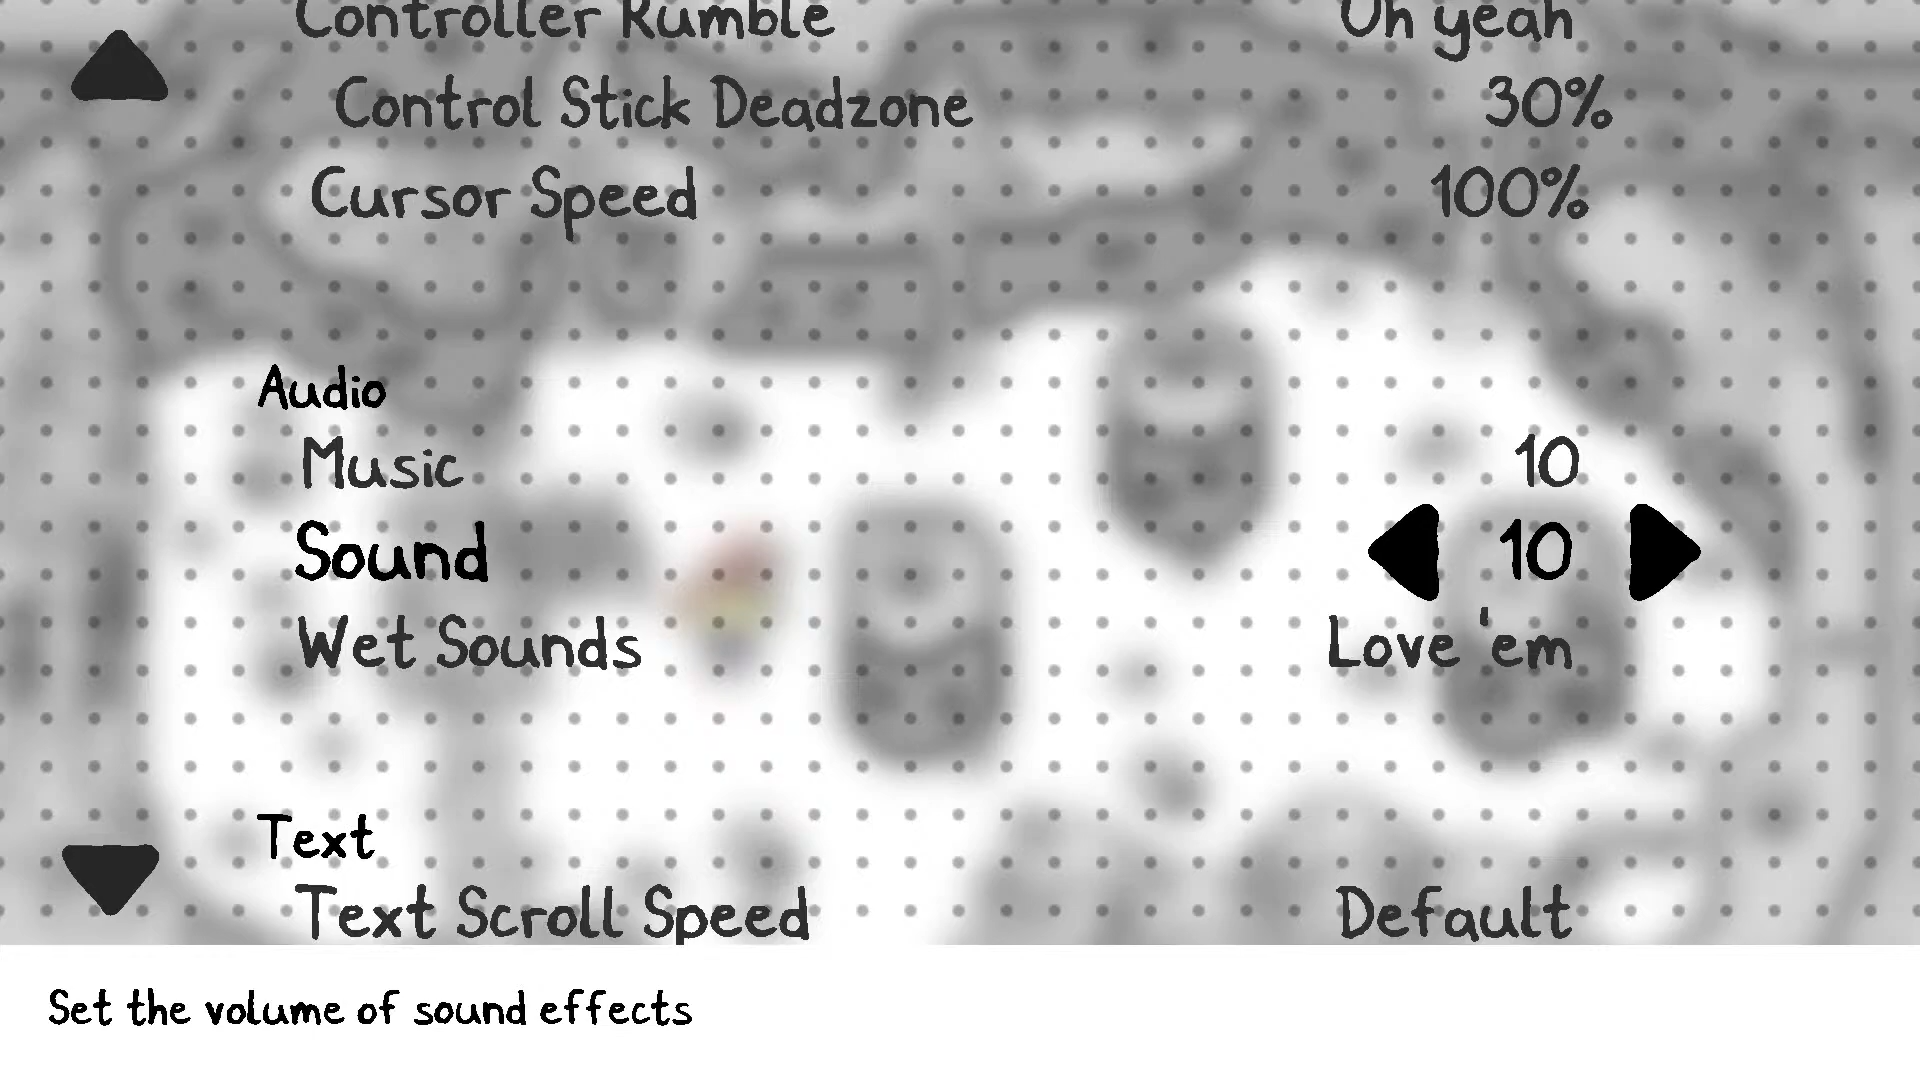 Controller Rumble Oh yeah
Control Stick Deadzone 30%
Cursor Speed 100%
Audio
Music 10
Sound 10
Wet Sounds Love 'em
Text
Text Scroll Speed Default
Set the volume of sound effects